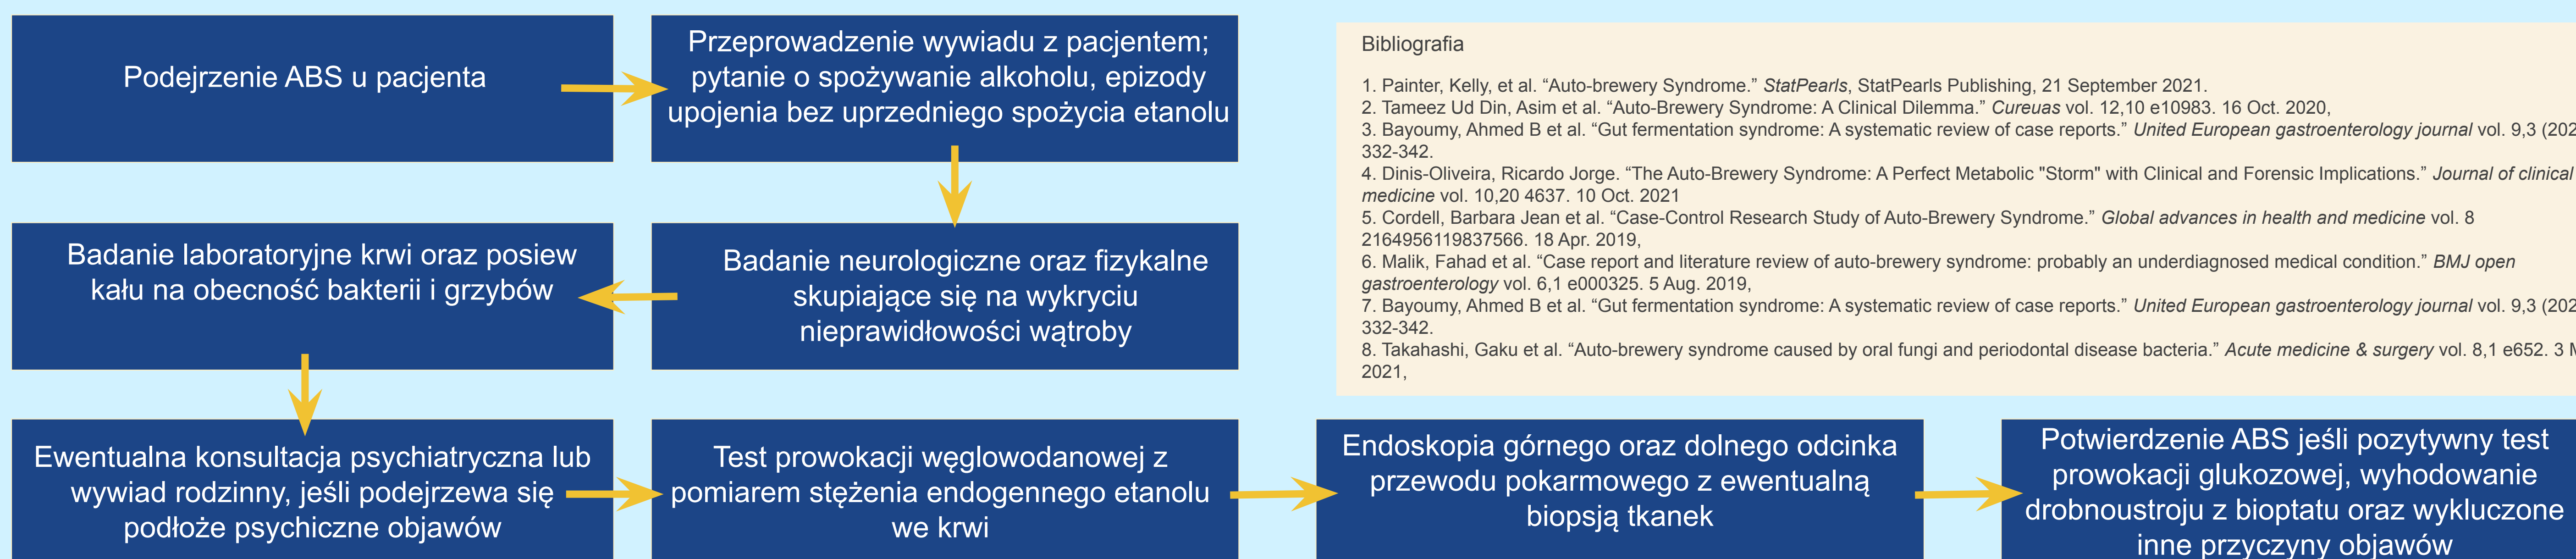 Podejrzenie ABS u pacjenta
Przeprowadzenie wywiadu z pacjentem;
pytanie o spożywanie alkoholu, epizody
upojenia bez uprzedniego spożycia etanolu
Badanie neurologiczne oraz fizykalne
skupiające się na wykryciu
nieprawidłowości wątroby
Badanie laboratoryjne krwi oraz posiew
kału na obecność bakterii i grzybów
Ewentualna konsultacja psychiatryczna lub
wywiad rodzinny, jeśli podejrzewa się
podłoże psychiczne objawów
Test prowokacji węglowodanowej z
pomiarem stężenia endogennego etanolu
we krwi
Endoskopia górnego oraz dolnego odcinka
przewodu pokarmowego z ewentualną
biopsją tkanek
Potwierdzenie ABS jeśli pozytywny test
prowokacji glukozowej, wyhodowanie
drobnoustroju z bioptatu oraz wykluczone
inne przyczyny objawów
Bibliografia
1. Painter, Kelly, et al. “Auto-brewery Syndrome.” StatPearls, StatPearls Publishing, 21 September 2021.
2. Tameez Ud Din, Asim et al. “Auto-Brewery Syndrome: A Clinical Dilemma.” Cureuas vol. 12,10 e10983. 16 Oct. 2020,
3. Bayoumy, Ahmed B et al. “Gut fermentation syndrome: A systematic review of case reports.” United European gastroenterology journal vol. 9,3 (202
332-342.
4. Dinis-Oliveira, Ricardo Jorge. “The Auto-Brewery Syndrome: A Perfect Metabolic "Storm" with Clinical and Forensic Implications.” Journal of clinical
medicine vol. 10,20 4637. 10 Oct. 2021
5. Cordell, Barbara Jean et al. “Case-Control Research Study of Auto-Brewery Syndrome.” Global advances in health and medicine vol. 8
2164956119837566. 18 Apr. 2019,
6. Malik, Fahad et al. “Case report and literature review of auto-brewery syndrome: probably an underdiagnosed medical condition.” BMJ open
gastroenterology vol. 6,1 e000325. 5 Aug. 2019,
7. Bayoumy, Ahmed B et al. “Gut fermentation syndrome: A systematic review of case reports.” United European gastroenterology journal vol. 9,3 (202
332-342.
8. Takahashi, Gaku et al. “Auto-brewery syndrome caused by oral fungi and periodontal disease bacteria.” Acute medicine & surgery vol. 8,1 e652. 3
2021,